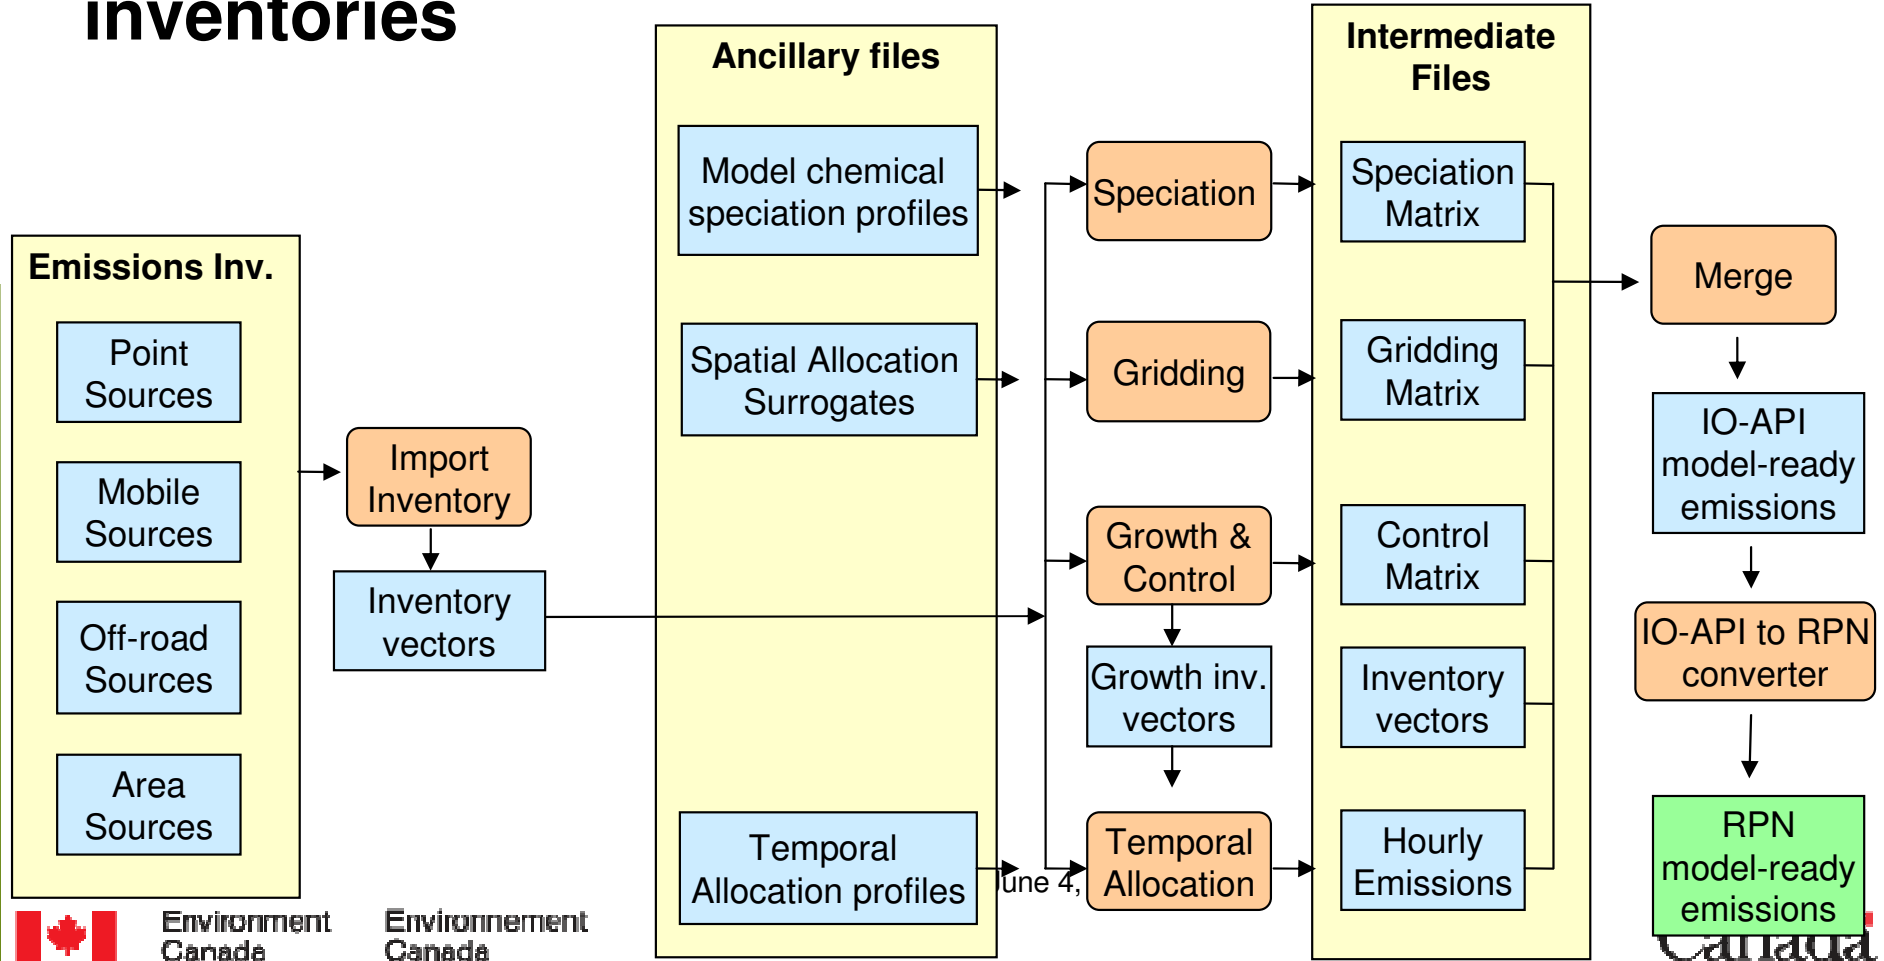 inventories
Emissions Inv.
Point
Sources
Mobile
Sources
Off-road
Sources
Area
Sources
Import
Inventory
Inventory
vectors
Ancillary files
Model chemical
speciation profiles
Spatial Allocation
Surrogates
Temporal
Allocation profiles
Speciation
Gridding
Growth &
Control
Growth inv.
vectors
Temporal
Allocation
Intermediate
Files
Speciation
Matrix
Gridding
Matrix
Control
Matrix
Inventory
vectors
Hourly
Emissions
Merge
IO-API
model-ready
emissions
IO-API to RPN
converter
RPN
model-ready
emissions
June 4,
Environment
Canada
Environnement
Canada
Canada